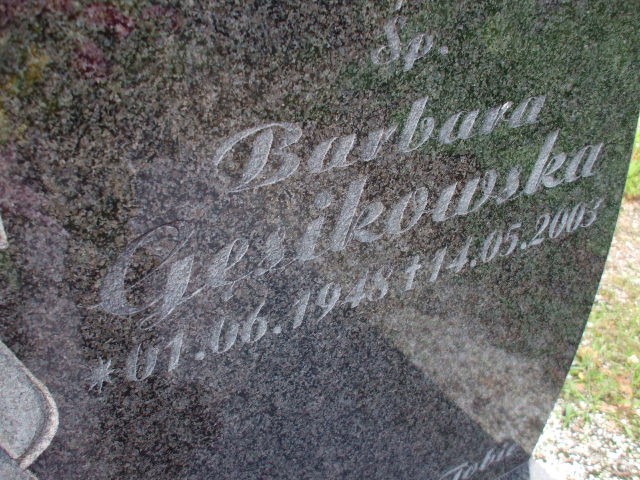 Śp.
Barbara
Gęsikowska
* 01.06.1948 † 14.05.2003